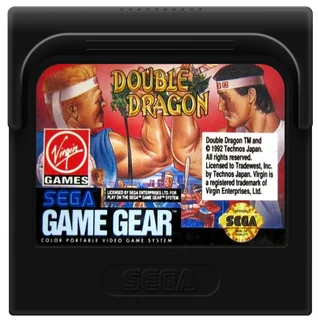 DOUBLE
DRAGON
Virgin
GAMES
Double Dragon TM and
© 1992 Technos Japan.
All rights reserved.
Licensed to Tradewest, Inc.
by Technos Japan. Virgin is
a registered trademark of
Virgin Enterprises, Ltd.
SEGA
LICENSED BY SEGA ENTERPRISES LTD. FOR
PLAY ON THE SEGA GAME GEAR SYSTEM.
GAME GEAR™
COLOR PORTABLE VIDEO GAME SYSTEM
SEGA
SEGA